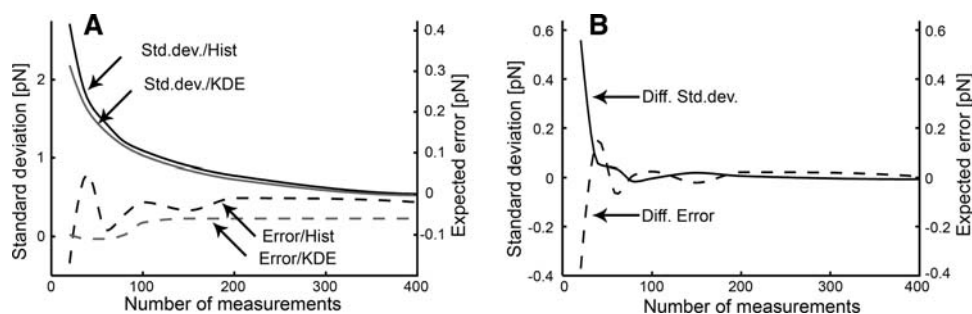 A
Std.dev./Hist
Std.dev./KDE
Error/Hist
Error/KDE
Standard deviation [pN]
2
1
0
Expected error [pN]
0.4
0.3
0.2
0.1
0
-0.1
0
100
200
300
400
Number of measurements
B
Diff. Std.dev.
Diff. Error
Standard deviation [pN]
0.6
0.4
0.2
0
-0.2
-0.4
Expected error [pN]
0.6
0.4
0.2
0
-0.2
-0.4
0
100
200
300
400
Number of measurements